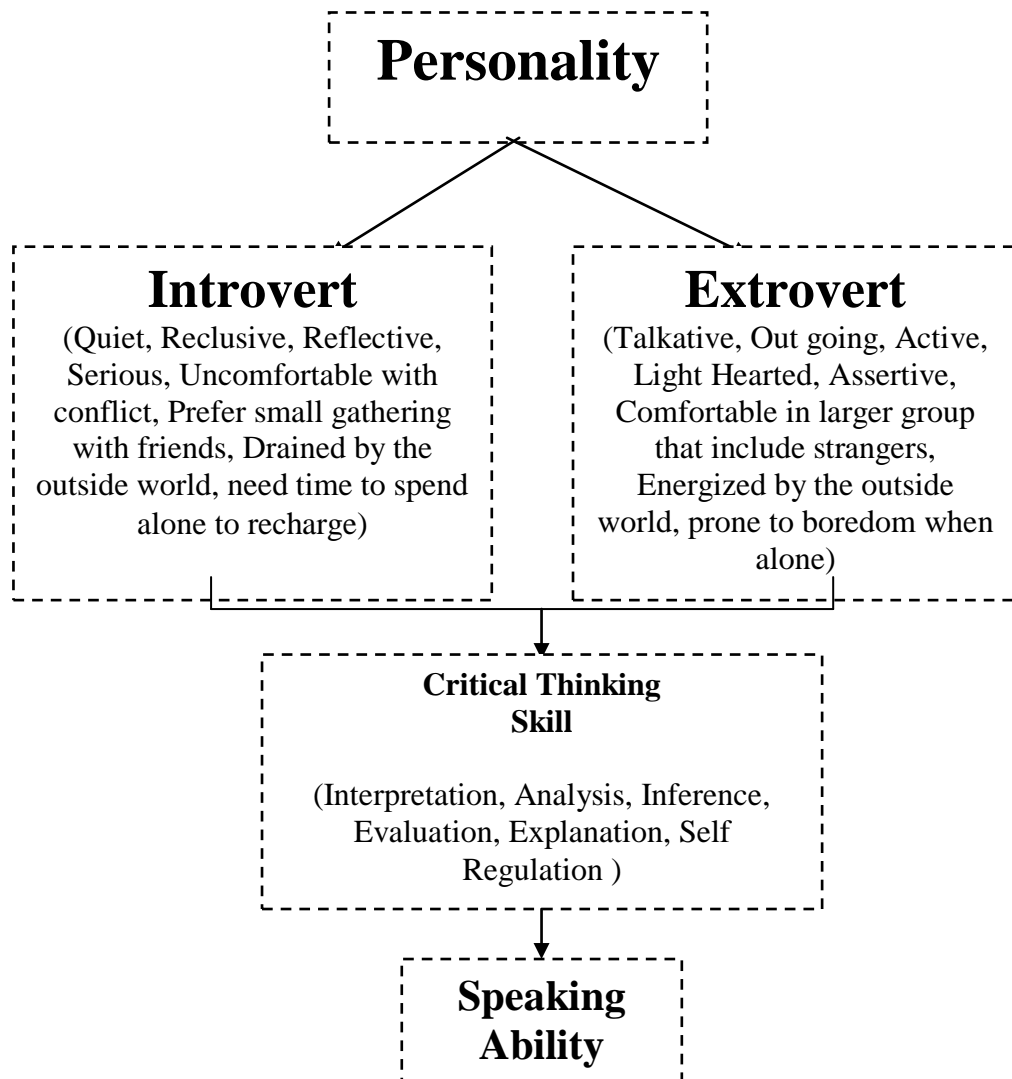 Personality
Introvert
(Quiet, Reclusive, Reflective,
Serious, Uncomfortable with
conflict, Prefer small gathering
with friends, Drained by the
outside world, need time to spend
alone to recharge)
Extrovert
(Talkative, Out going, Active,
Light Hearted, Assertive,
Comfortable in larger group
that include strangers,
Energized by the outside
world, prone to boredom when
alone)
Critical Thinking
Skill
(Interpretation, Analysis, Inference,
Evaluation, Explanation, Self
Regulation )
Speaking
Ability